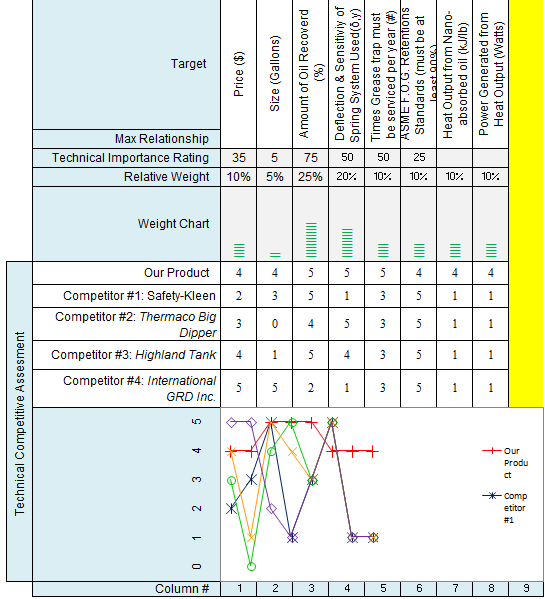 Target
Price ($)
Size (Gallons)
Amount of Oil Recoverd
(%)
Deflection & Sensitiviy of
Spring System Used(δ,γ)
Times Grease trap must
be serviced per year (#)
ASME F.O.G. Retentions
Standards (must be at
least 90%)
Heat Output from Nano-
absorbed oil (kJ/lb)
Power Generated from
Heat Output (Watts)
Max Relationship
Technical Importance Rating 35 5 75 50 50 25
Relative Weight 10% 5% 25% 20% 10% 10% 10% 10%
Weight Chart
Technical Competitive Assesment
Our Product 4 4 5 5 5 4 4 4
Competitor #1: Safety-Kleen 2 3 5 1 3 5 1 1
Competitor #2: Thermaco Big
Dipper 3 0 4 5 3 5 1 1
Competitor #3: Highland Tank 4 1 5 4 3 5 1 1
Competitor #4: International
GRD Inc. 5 5 2 1 3 5 1 1
5
4
3
2
1
0
Our
Produ
ct
Comp
etitor
#1
Column # 1 2 3 4 5 6 7 8 9